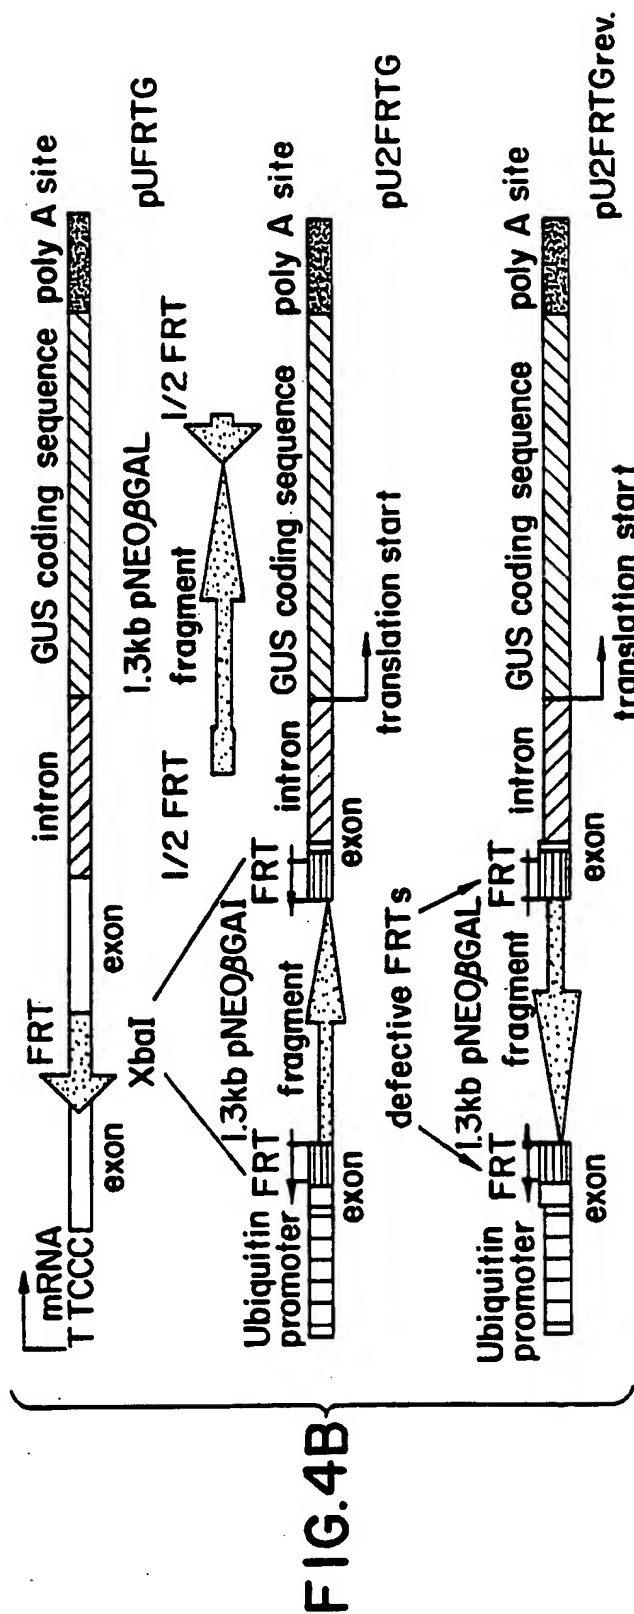 FIG.4B
mRNA
TTCCC
exon
FRT
exon
intron
GUS coding sequence
poly A site
pUFRTG
XbaI
1/2 FRT
1.3kb pNEOβGAL
fragment
1/2 FRT
Ubiquitin
promoter
FRT
exon
1.3kb pNEOβGAl
fragment
FRT
exon
intron
GUS coding sequence
poly A site
translation start
pU2FRTG
defective FRTs
Ubiquitin
promoter
FRT
exon
1.3kb pNEOβGAL
fragment
FRT
exon
intron
GUS coding sequence
poly A site
translation start
pU2FRTGrev.